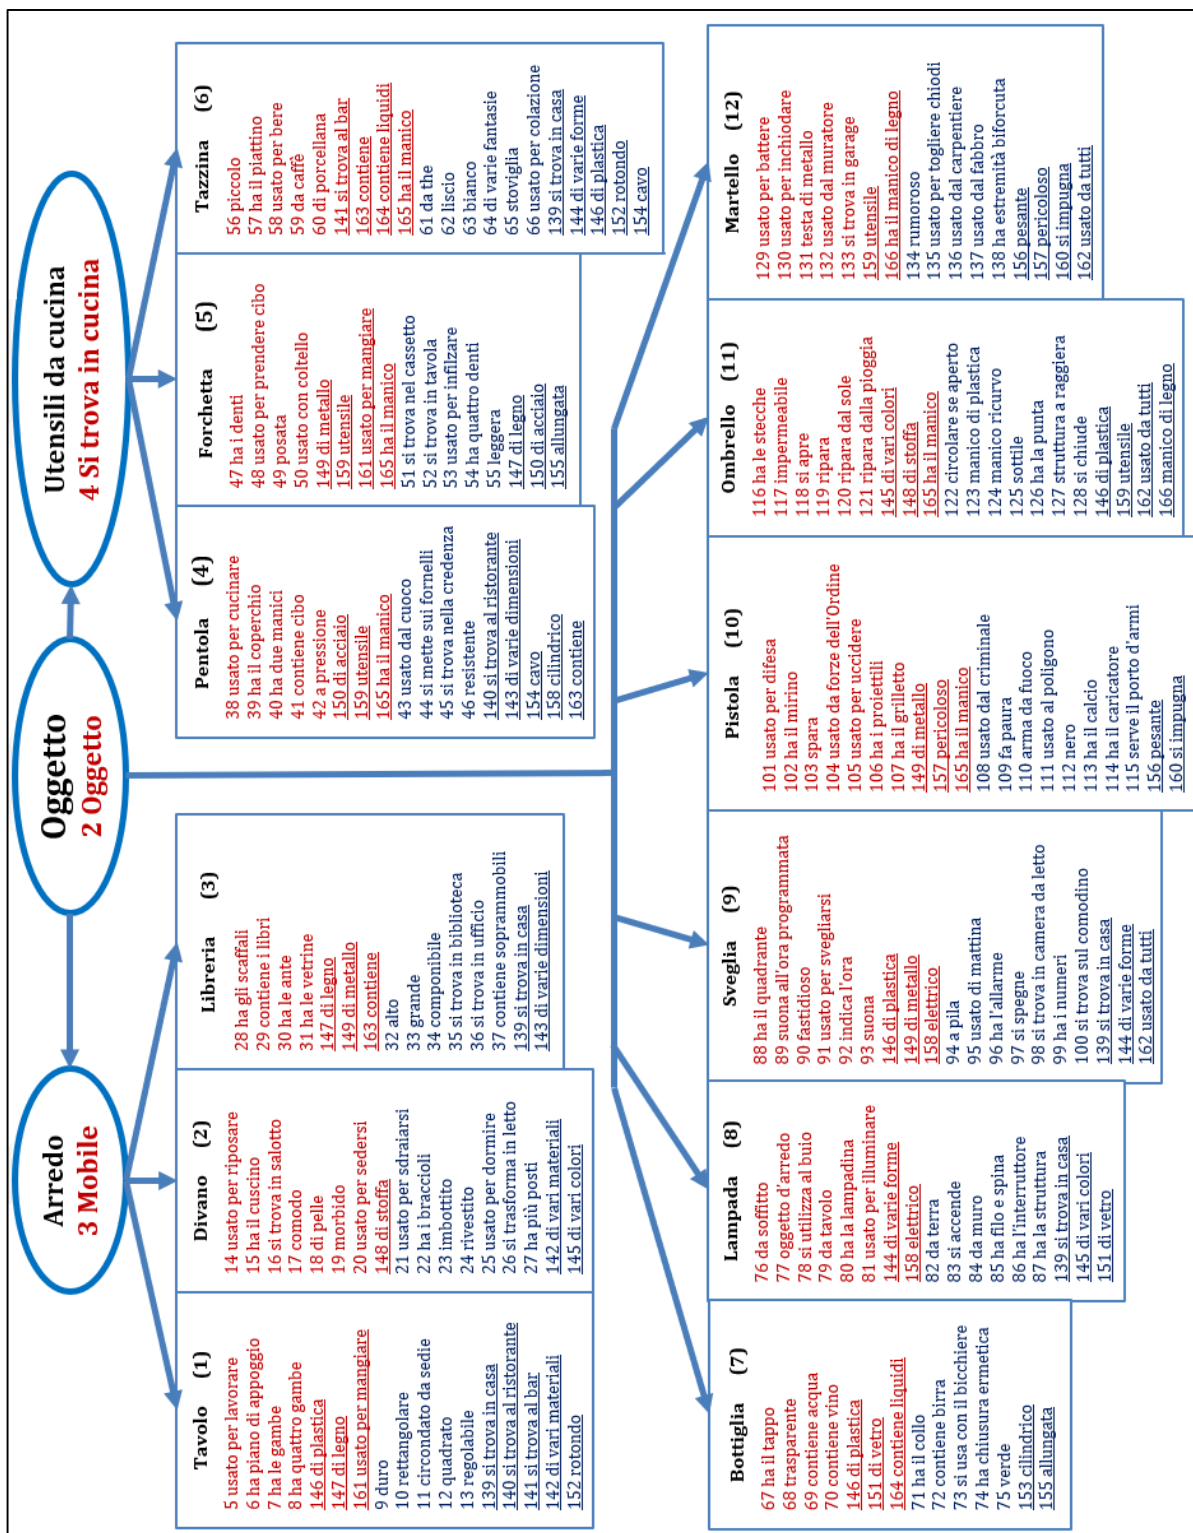 Oggetto
2 Oggetto
Arredo
3 Mobile
Utensili da cucina
4 Si trova in cucina
Tavolo (1)
5 usato per lavorare
6 ha piano di appoggio
7 ha le gambe
8 ha quattro gambe
146 di plastica
147 di legno
161 usato per mangiare
9 duro
10 rettangolare
11 circondato da sedie
12 quadrato
13 regolabile
139 si trova in casa
140 si trova al ristorante
141 si trova al bar
142 di vari materiali
152 rotondo
Divano (2)
14 usato per riposare
15 ha il cuscino
16 si trova in salotto
17 comodo
18 di pelle
19 morbido
20 usato per sedersi
148 di stoffa
21 usato per sdraiarsi
22 ha i braccioli
23 imbottito
24 rivestito
25 usato per dormire
26 si trasforma in letto
27 ha più posti
142 di vari materiali
145 di vari colori
Libreria (3)
28 ha gli scaffali
29 contiene i libri
30 ha le ante
31 ha le vetrine
147 di legno
149 di metallo
163 contiene
32 alto
33 grande
34 componibile
35 si trova in biblioteca
36 si trova in ufficio
37 contiene soprammobili
139 si trova in casa
143 di varie dimensioni
Pentola (4)
38 usato per cucinare
39 ha il coperchio
40 ha due manici
41 contiene cibo
42 a pressione
150 di acciaio
159 utensile
165 ha il manico
43 usato dal cuoco
44 si mette sui fornelli
45 si trova nella credenza
46 resistente
140 si trova al ristorante
143 di varie dimensioni
154 cavo
158 cilindrico
163 contiene
Forchetta (5)
47 ha i denti
48 usato per prendere cibo
49 posata
50 usato con coltello
149 di metallo
159 utensile
161 usato per mangiare
165 ha il manico
51 si trova nel cassetto
52 si trova in tavola
53 usato per infilzare
54 ha quattro denti
55 leggera
147 di legno
150 di acciaio
155 allungata
Tazzina (6)
56 piccolo
57 ha il piattino
58 usato per bere
59 da caffè
60 di porcellana
141 si trova al bar
163 contiene
164 contiene liquidi
165 ha il manico
61 da the
62 liscio
63 bianco
64 di varie fantasie
65 stoviglia
66 usato per colazione
139 si trova in casa
144 di varie forme
146 di plastica
152 rotondo
154 cavo
Bottiglia (7)
67 ha il tappo
68 trasparente
69 contiene acqua
70 contiene vino
146 di plastica
151 di vetro
164 contiene liquidi
71 ha il collo
72 contiene birra
73 si usa con il bicchiere
74 ha chiusura ermetica
75 verde
153 cilindrico
155 allungata
Lampada (8)
76 da soffitto
77 oggetto d'arredo
78 si utilizza al buio
79 da tavolo
80 ha la lampadina
81 usato per illuminare
144 di varie forme
158 elettrico
82 da terra
83 si accende
84 da muro
85 ha filo e spina
86 ha l'interruttore
87 ha la struttura
139 si trova in casa
145 di vari colori
151 di vetro
Sveglia (9)
88 ha il quadrante
89 suona all'ora programmata
90 fastidioso
91 usato per svegliarsi
92 indica l'ora
93 suona
146 di plastica
149 di metallo
158 elettrico
94 a pila
95 usato di mattina
96 ha l'allarme
97 si spegne
98 si trova in camera da letto
99 ha i numeri
100 si trova sul comodino
139 si trova in casa
144 di varie forme
162 usato da tutti
Pistola (10)
101 usato per difesa
102 ha il mirino
103 spara
104 usato da forze dell'Ordine
105 usato per uccidere
106 ha i proiettili
107 ha il grilletto
149 di metallo
157 pericoloso
165 ha il manico
108 usato dal criminale
109 fa paura
110 arma da fuoco
111 usato al poligono
112 nero
113 ha il calcio
114 ha il caricatore
115 serve il porto d'armi
156 pesante
160 si impugna
Ombrello (11)
116 ha le stecche
117 impermeabile
118 si apre
119 ripara
120 ripara dal sole
121 ripara dalla pioggia
145 di vari colori
148 di stoffa
165 ha il manico
122 circolare se aperto
123 manico di plastica
124 manico ricurvo
125 sottile
126 ha la punta
127 struttura a raggiera
128 si chiude
146 di plastica
159 utensile
162 usato da tutti
166 manico di legno
Martello (12)
129 usato per battere
130 usato per inchiodare
131 testa di metallo
132 usato dal muratore
133 si trova in garage
159 utensile
166 ha il manico di legno
134 rumoroso
135 usato per togliere chiodi
136 usato dal carpentiere
137 usato dal fabbro
138 ha estremità biforcuta
156 pesante
157 pericoloso
160 si impugna
162 usato da tutti